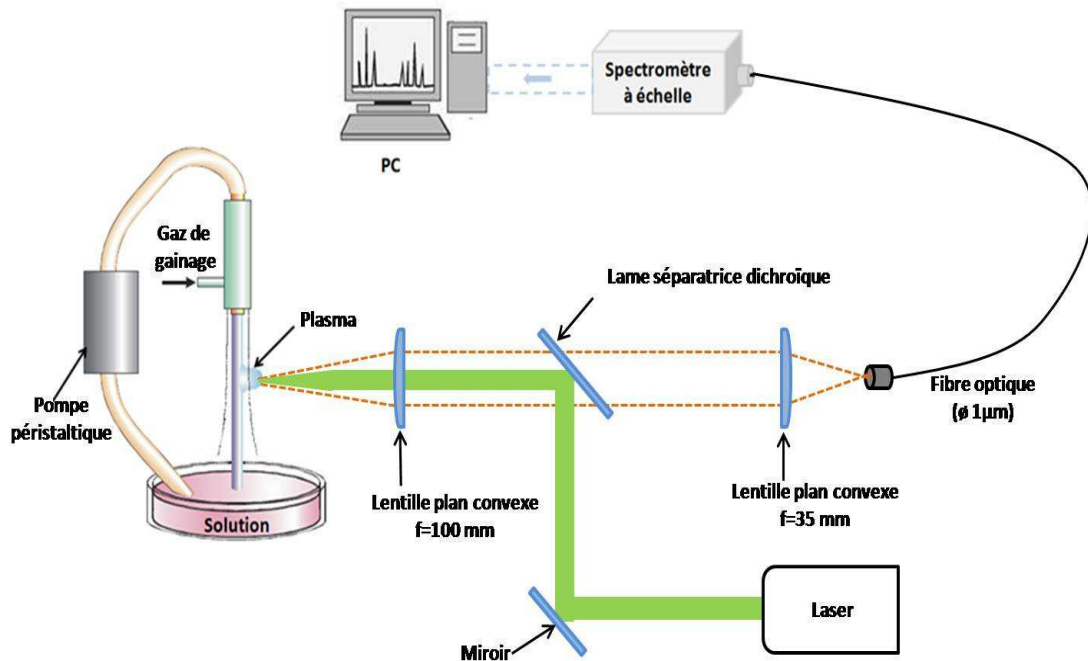 Spectromètre
à échelle
PC
Gaz de
gainage
Plasma
Lame séparatrice dichroïque
Pompe
péristaltique
Fibre optique
(ø 1µm)
Lentille plan convexe
f=100 mm
Lentille plan convexe
f=35 mm
Solution
Laser
Miroir